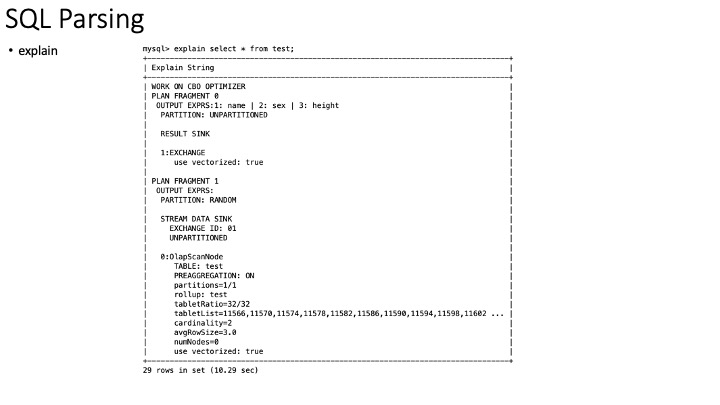 SQL Parsing
• explain
mysql> explain select * from test;
+----------------------------------------------------------------------------------+
| Explain String |
+----------------------------------------------------------------------------------+
| WORK ON CBO OPTIMIZER |
| PLAN FRAGMENT 0 |
| OUTPUT EXPRS:1: name | 2: sex | 3: height |
| PARTITION: UNPARTITIONED |
| |
| RESULT SINK |
| |
| 1:EXCHANGE |
| use vectorized: true |
| |
| PLAN FRAGMENT 1 |
| OUTPUT EXPRS: |
| PARTITION: RANDOM |
| |
| STREAM DATA SINK |
| EXCHANGE ID: 01 |
| UNPARTITIONED |
| |
| 0:OlapScanNode |
| TABLE: test |
| PREAGGREGATION: ON |
| partitions=1/1 |
| rollup: test |
| tabletRatio=32/32 |
| tabletList=11566,11570,11574,11578,11582,11586,11590,11594,11598,11602 ... |
| cardinality=2 |
| avgRowSize=3.0 |
| numNodes=0 |
| use vectorized: true |
+----------------------------------------------------------------------------------+
29 rows in set (10.29 sec)